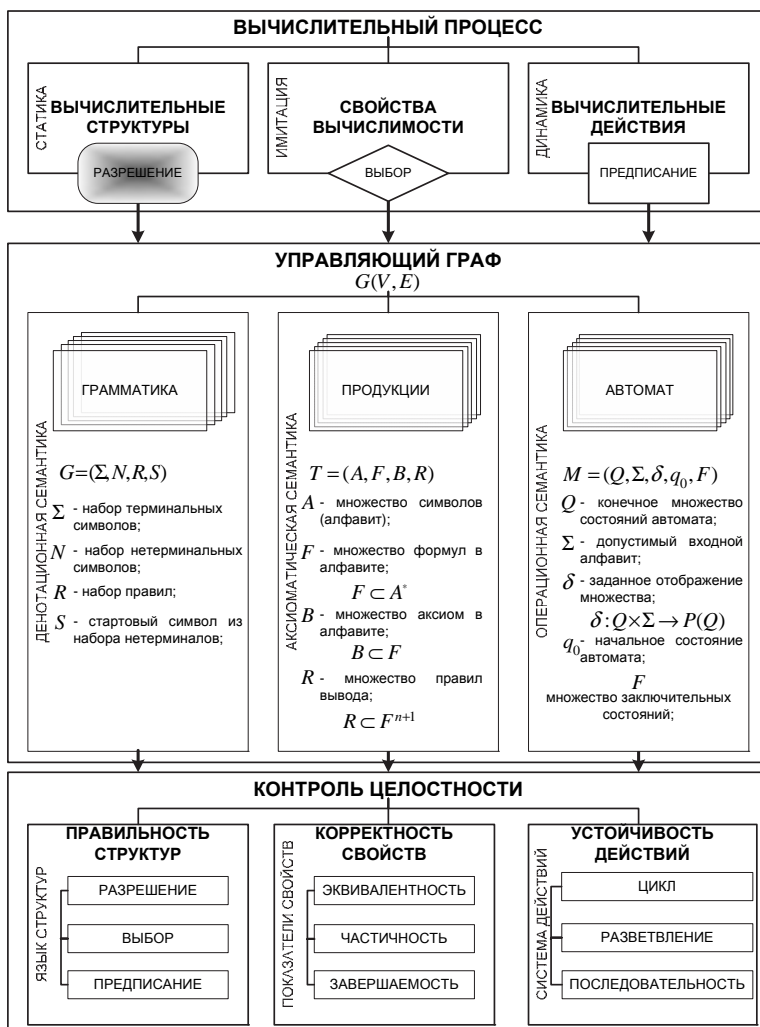 ВЫЧИСЛИТЕЛЬНЫЙ ПРОЦЕСС
СТАТИКА
ВЫЧИСЛИТЕЛЬНЫЕ
СТРУКТУРЫ
РАЗРЕШЕНИЕ
ИМИТАЦИЯ
СВОЙСТВА
ВЫЧИСЛИМОСТИ
ВЫБОР
ДИНАМИКА
ВЫЧИСЛИТЕЛЬНЫЕ
ДЕЙСТВИЯ
ПРЕДПИСАНИЕ
УПРАВЛЯЮЩИЙ ГРАФ
G(V,E)
ДЕНОТАЦИОННАЯ СЕМАНТИКА
ГРАММАТИКА
G=(Σ,N,R,S)
Σ - набор терминальных
символов;
N - набор нетерминальных
символов;
R - набор правил;
S - стартовый символ из
набора нетерминалов;
АКСИОМАТИЧЕСКАЯ СЕМАНТИКА
ПРОДУКЦИИ
T = (A, F, B, R)
A - множество символов
(алфавит);
F - множество формул в
алфавите;
F ⊂ A*
B - множество аксиом в
алфавите;
B ⊂ F
R - множество правил
вывода;
R ⊂ Fⁿ⁺¹
ОПЕРАЦИОННАЯ СЕМАНТИКА
АВТОМАТ
M = (Q, Σ, δ, q₀, F)
Q - конечное множество
состояний автомата;
Σ - допустимый входной
алфавит;
δ - заданное отображение
множества;
δ:Q×Σ → P(Q)
q₀ - начальное состояние
автомата;
F
множество заключительных
состояний;
КОНТРОЛЬ ЦЕЛОСТНОСТИ
ЯЗЫК СТРУКТУР
ПРАВИЛЬНОСТЬ
СТРУКТУР
РАЗРЕШЕНИЕ
ВЫБОР
ПРЕДПИСАНИЕ
ПОКАЗАТЕЛИ СВОЙСТВ
КОРРЕКТНОСТЬ
СВОЙСТВ
ЭКВИВАЛЕНТНОСТЬ
ЧАСТИЧНОСТЬ
ЗАВЕРШАЕМОСТЬ
СИСТЕМА ДЕЙСТВИЙ
УСТОЙЧИВОСТЬ
ДЕЙСТВИЙ
ЦИКЛ
РАЗВЕТВЛЕНИЕ
ПОСЛЕДОВАТЕЛЬНОСТЬ